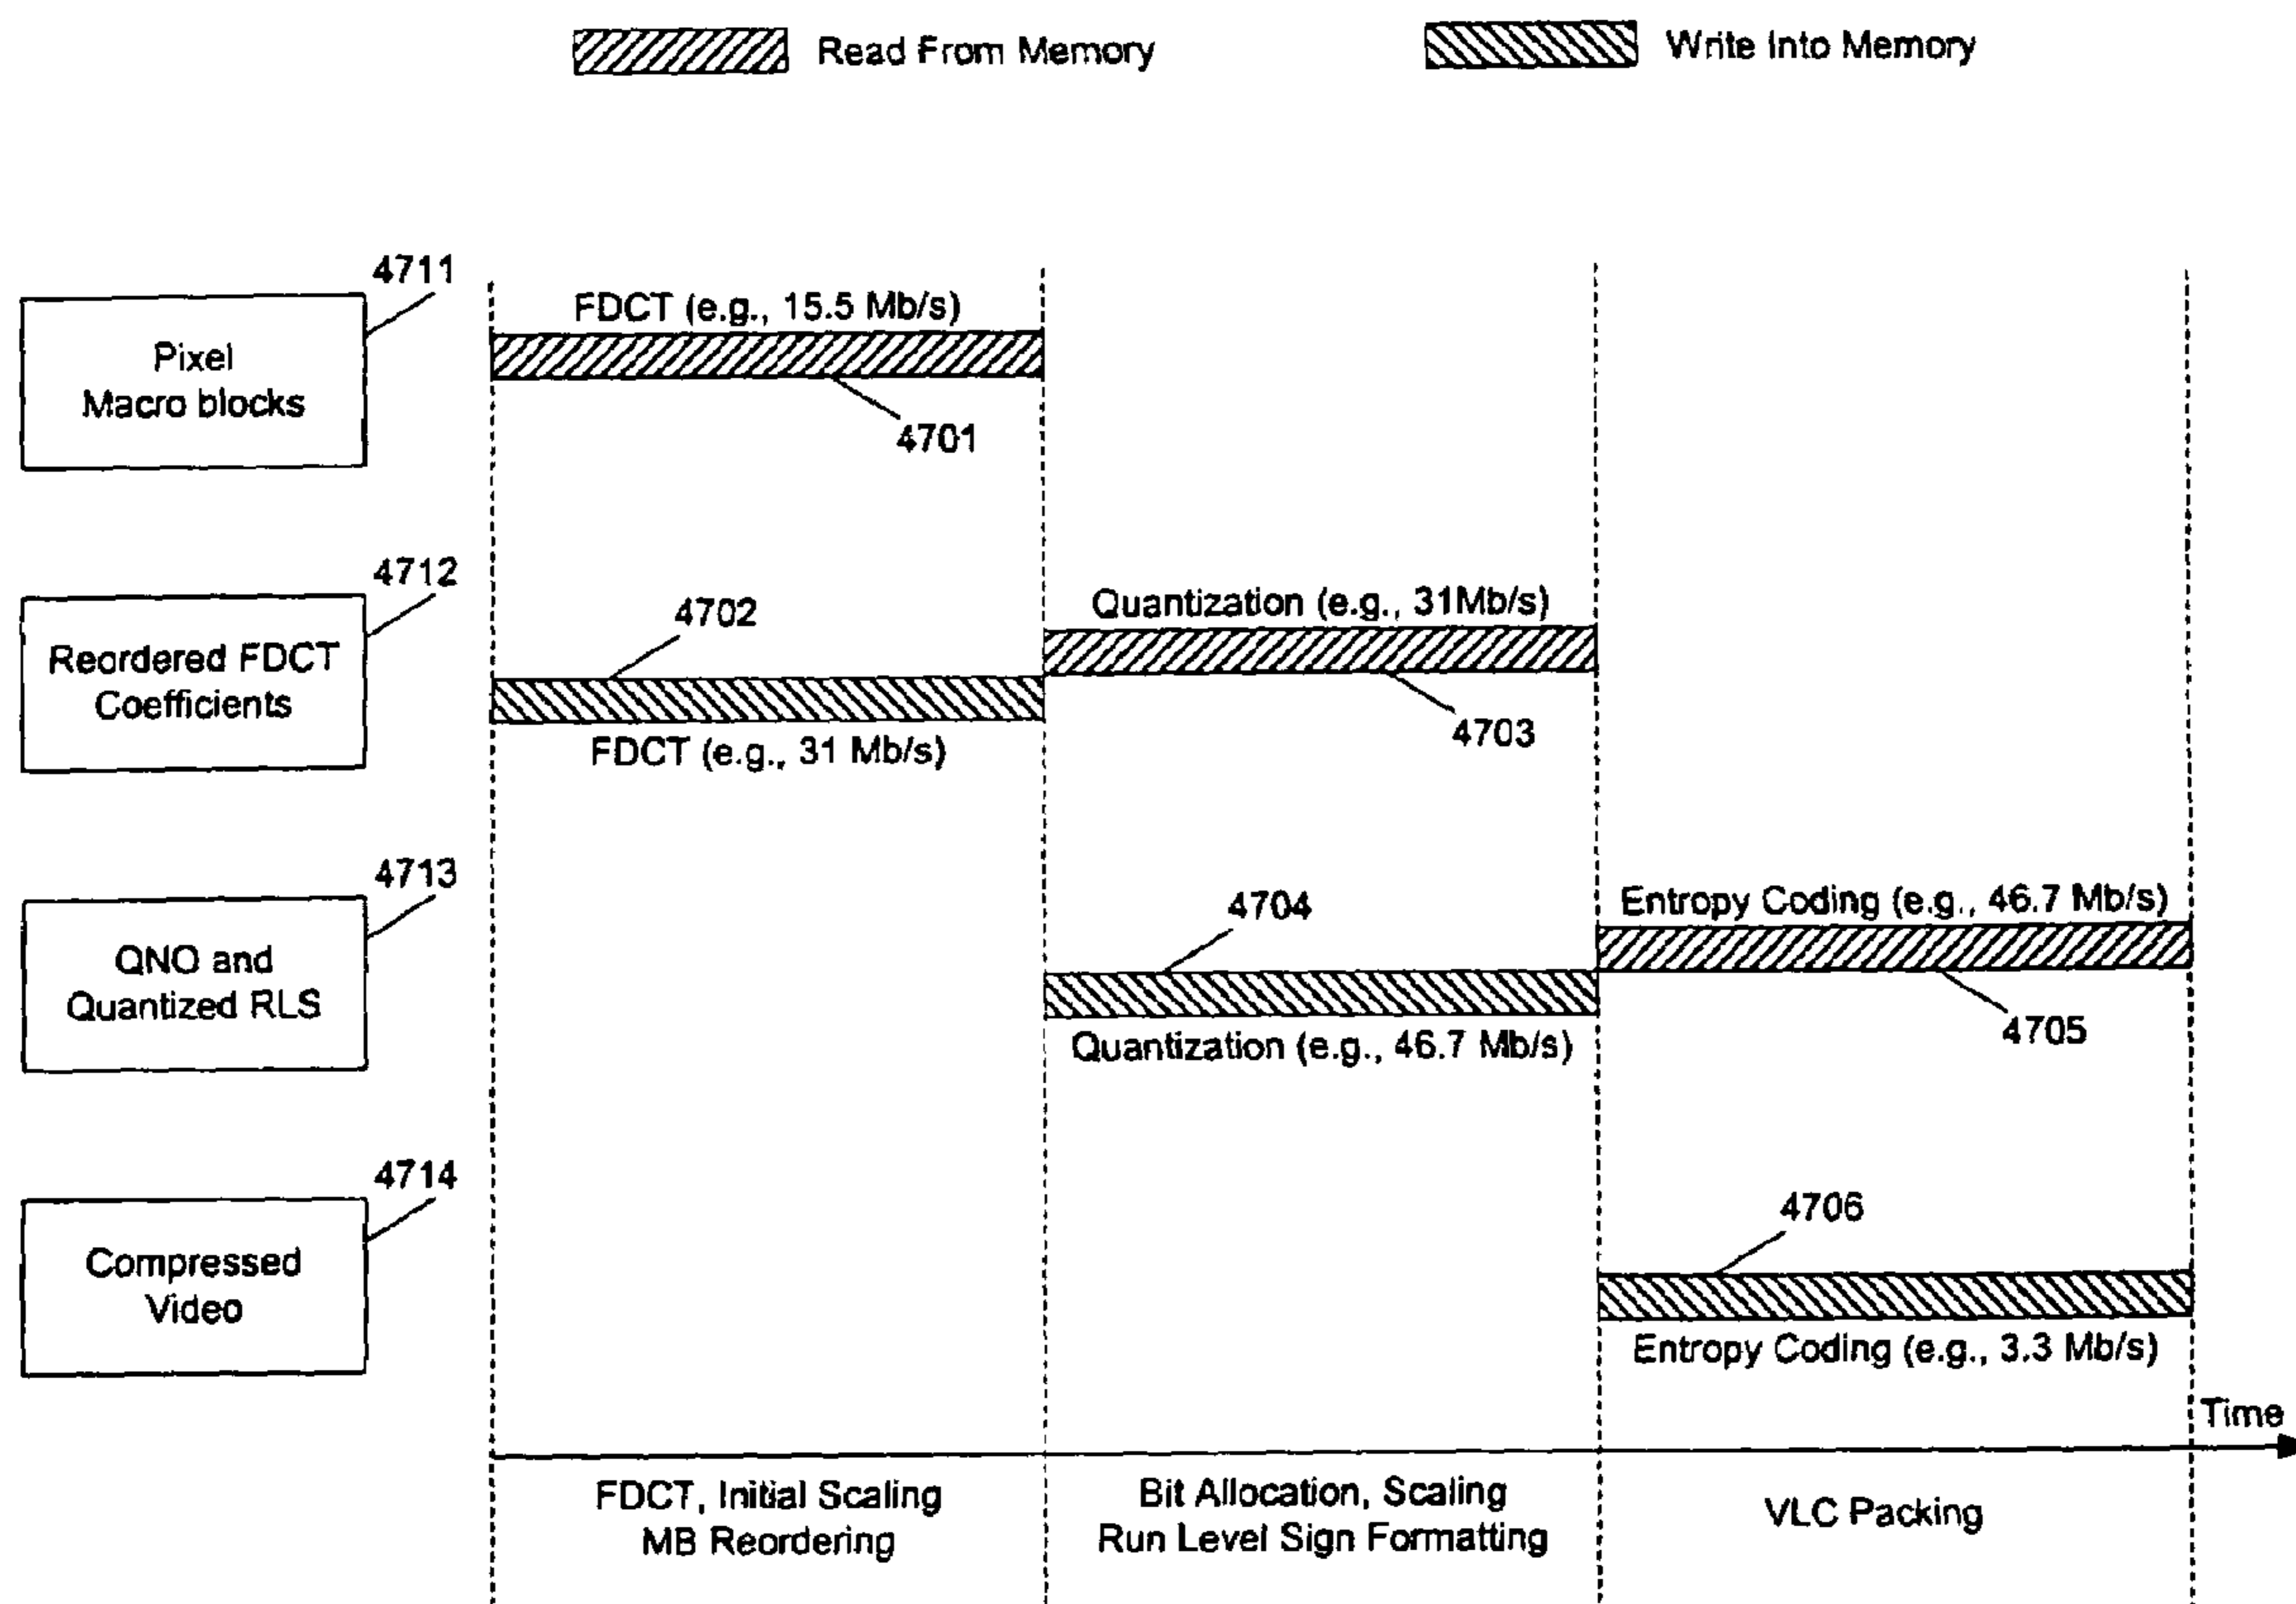 Read From Memory
Write Into Memory
4711
FDCT (e.g., 15.5 Mb/s)
Pixel
Macro blocks
4701
4712
4702
Quantization (e.g., 31Mb/s)
Reordered FDCT
Coefficients
4703
FDCT (e.g., 31 Mb/s)
4713
4704
Entropy Coding (e.g., 46.7 Mb/s)
QNO and
Quantized RLS
4705
Quantization (e.g., 46.7 Mb/s)
4714
4706
Compressed
Video
Entropy Coding (e.g., 3.3 Mb/s)
Time
FDCT, Initial Scaling
MB Reordering
Bit Allocation, Scaling
Run Level Sign Formatting
VLC Packing